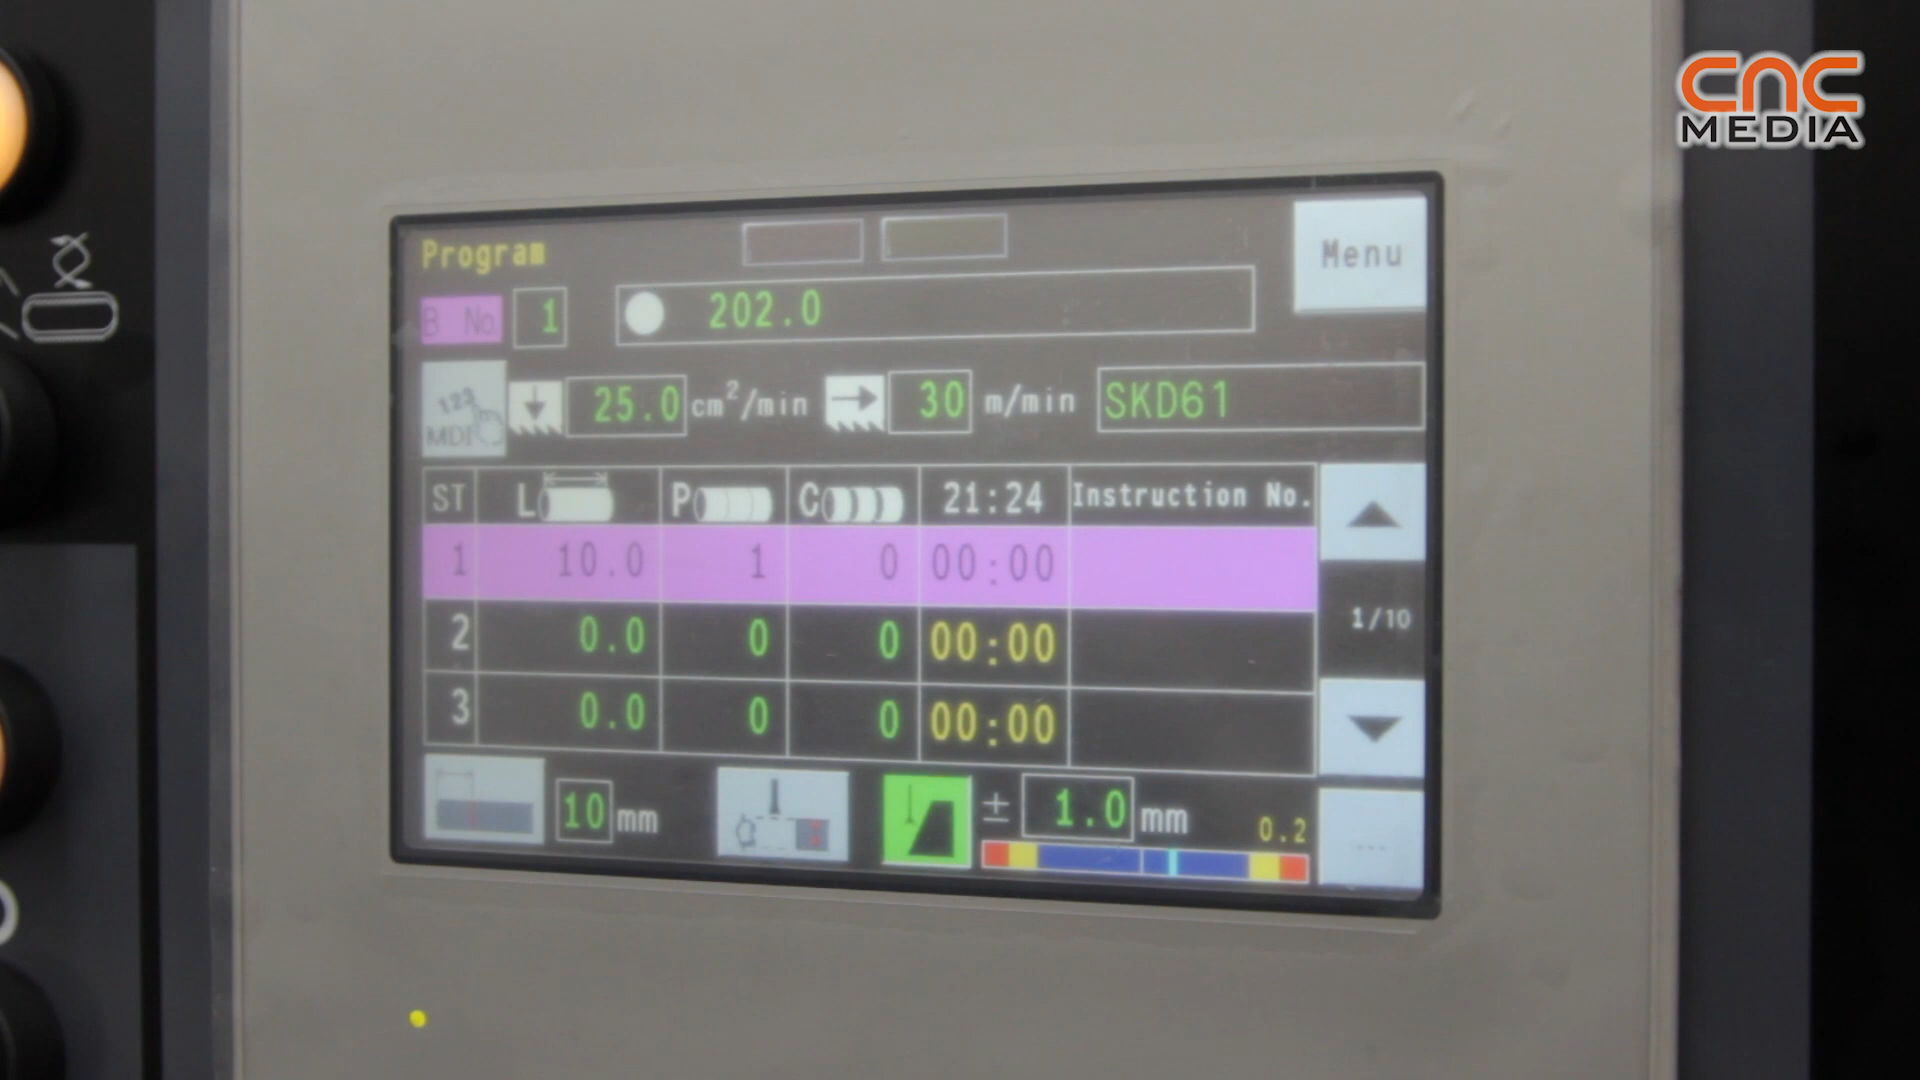 cnc
MEDIA
Program
Menu
B No. 1 202.0
123
MDI 25.0 cm²/min 30 m/min SKD61
ST L P C 21:24 Instruction No.
1 10.0 1 0 00:00
2 0.0 0 0 00:00
1/10
3 0.0 0 0 00:00
10 mm ± 1.0 mm 0.2
...